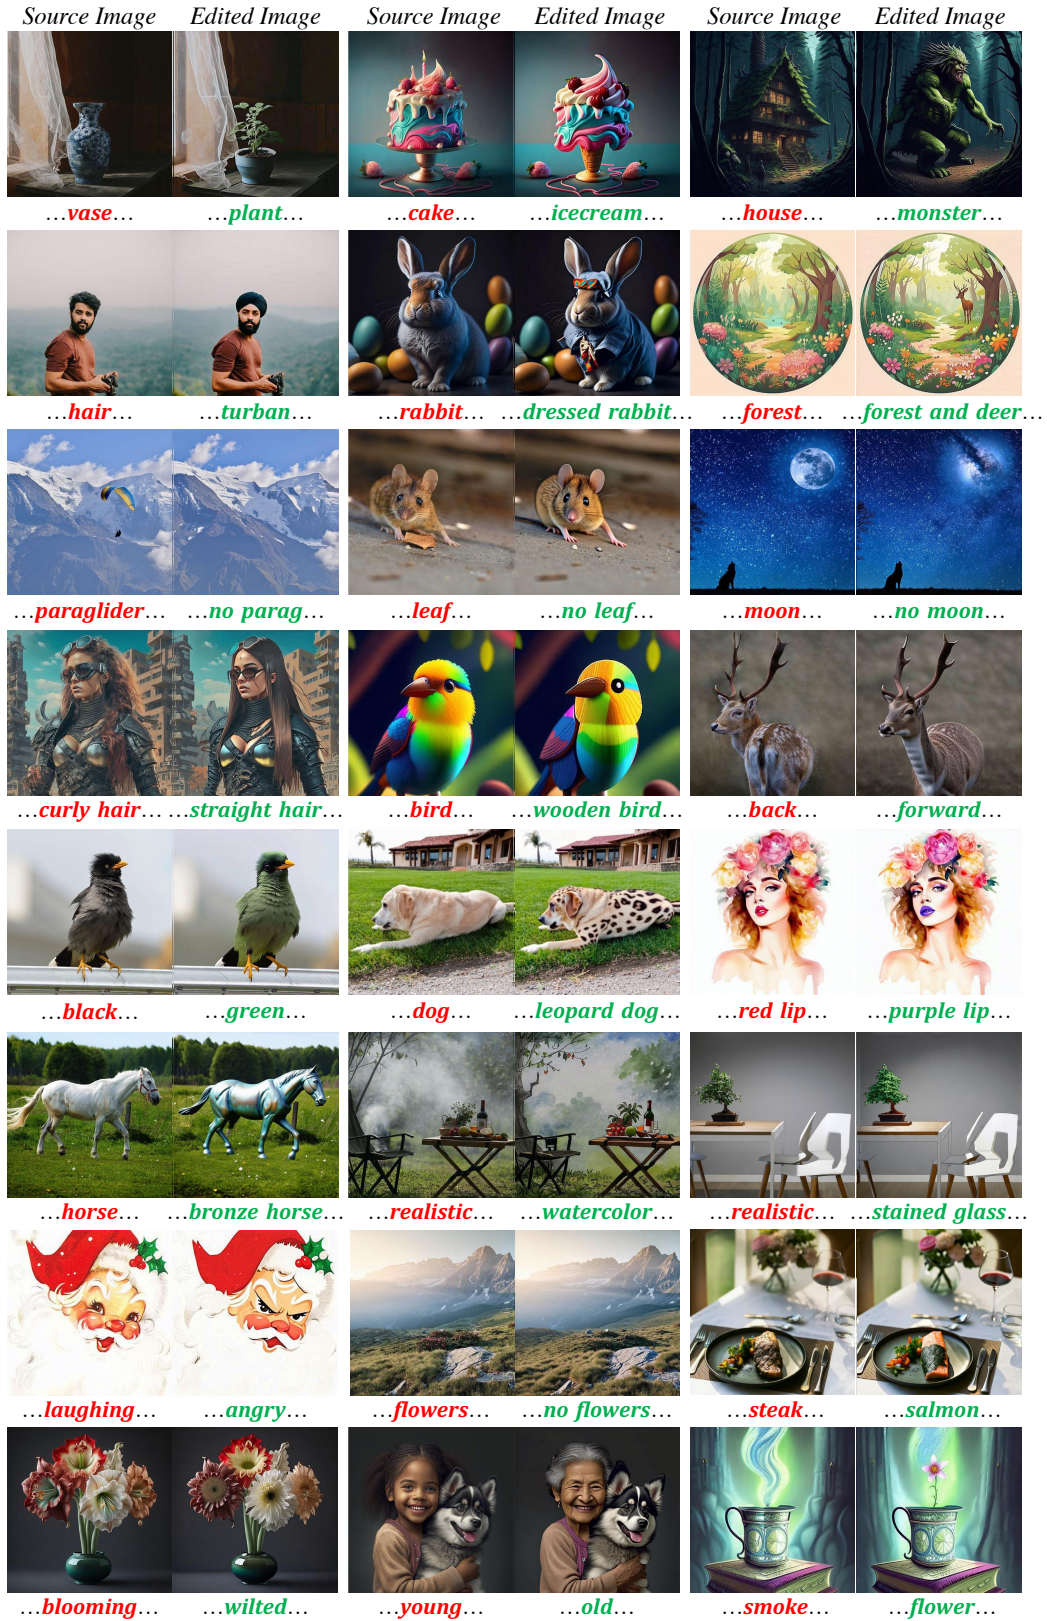 Source Image Edited Image Source Image Edited Image Source Image Edited Image
...vase... ...plant... ...cake... ...icecream... ...house... ...monster...
...hair... ...turban... ...rabbit... ...dressed rabbit... ...forest... ...forest and deer...
...paraglider... ...no parag... ...leaf... ...no leaf... ...moon... ...no moon...
...curly hair... ...straight hair... ...bird... ...wooden bird... ...back... ...forward...
...black... ...green... ...dog... ...leopard dog... ...red lip... ...purple lip...
...horse... ...bronze horse... ...realistic... ...watercolor... ...realistic... ...stained glass...
...laughing... ...angry... ...flowers... ...no flowers... ...steak... ...salmon...
...blooming... ...wilted... ...young... ...old... ...smoke... ...flower...